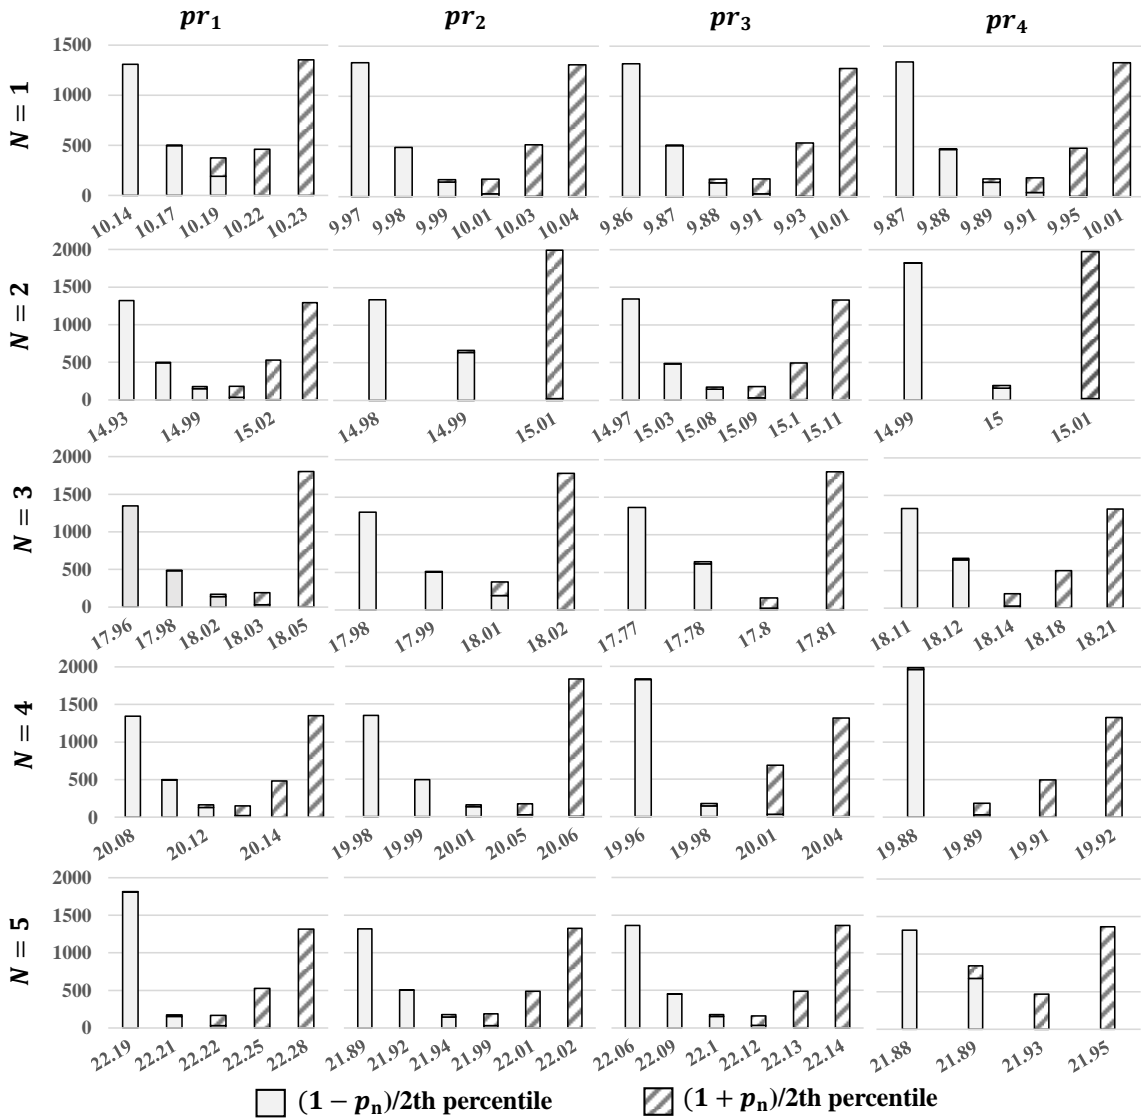 pr1 pr2 pr3 pr4
N = 1
1500
1000
500
0
10.14 10.17 10.19 10.22 10.23
9.97 9.98 9.99 10.01 10.03 10.04
9.86 9.87 9.88 9.91 9.93 10.01
9.87 9.88 9.89 9.91 9.95 10.01
N = 2
2000
1500
1000
500
0
14.93 14.99 15.02
14.98 14.99 15.01
14.97 15.03 15.08 15.09 15.1 15.11
14.99 15 15.01
N = 3
2000
1500
1000
500
0
17.96 17.98 18.02 18.03 18.05
17.98 17.99 18.01 18.02
17.77 17.78 17.8 17.81
18.11 18.12 18.14 18.18 18.21
N = 4
2000
1500
1000
500
0
20.08 20.12 20.14
19.98 19.99 20.01 20.05 20.06
19.96 19.98 20.01 20.04
19.88 19.89 19.91 19.92
N = 5
2000
1500
1000
500
0
22.19 22.21 22.22 22.25 22.28
21.89 21.92 21.94 21.99 22.01 22.02
22.06 22.09 22.1 22.12 22.13 22.14
21.88 21.89 21.93 21.95
(1 − pn)/2th percentile (1 + pn)/2th percentile